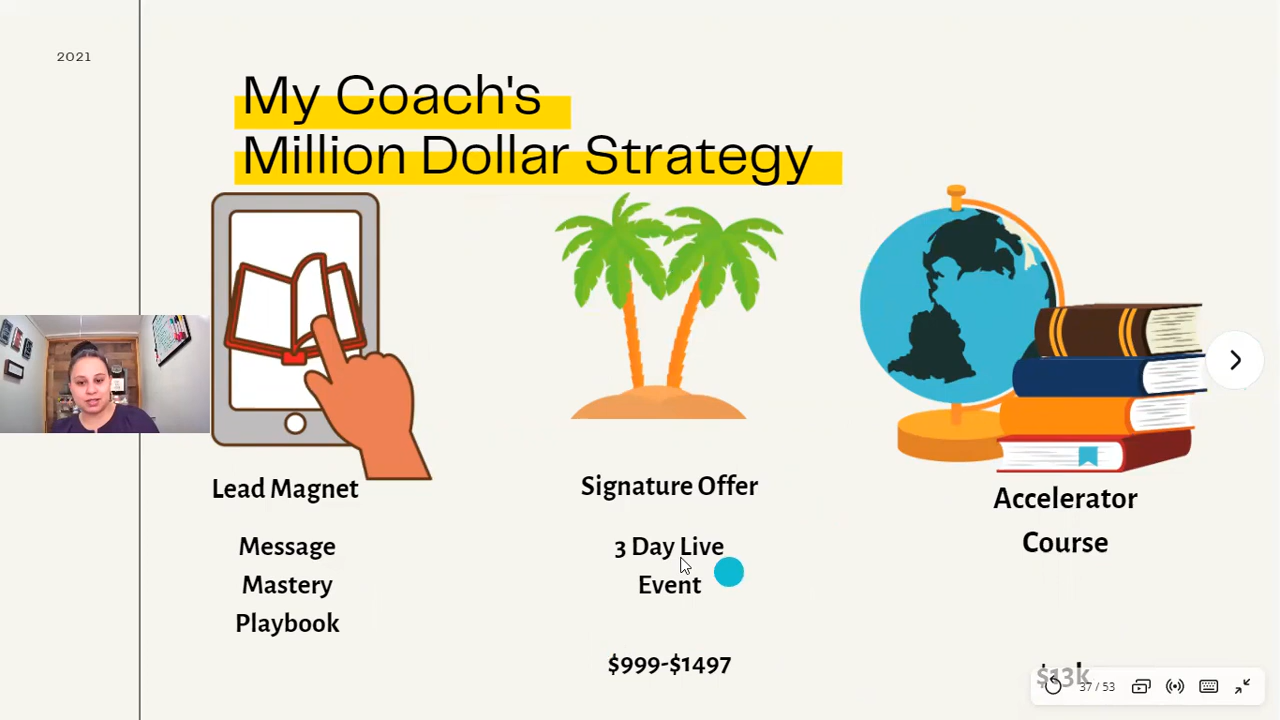 2021
My Coach's
Million Dollar Strategy
Lead Magnet
Message
Mastery
Playbook
Signature Offer
3 Day Live
Event
$999-$1497
Accelerator
Course
$13k
37 / 53